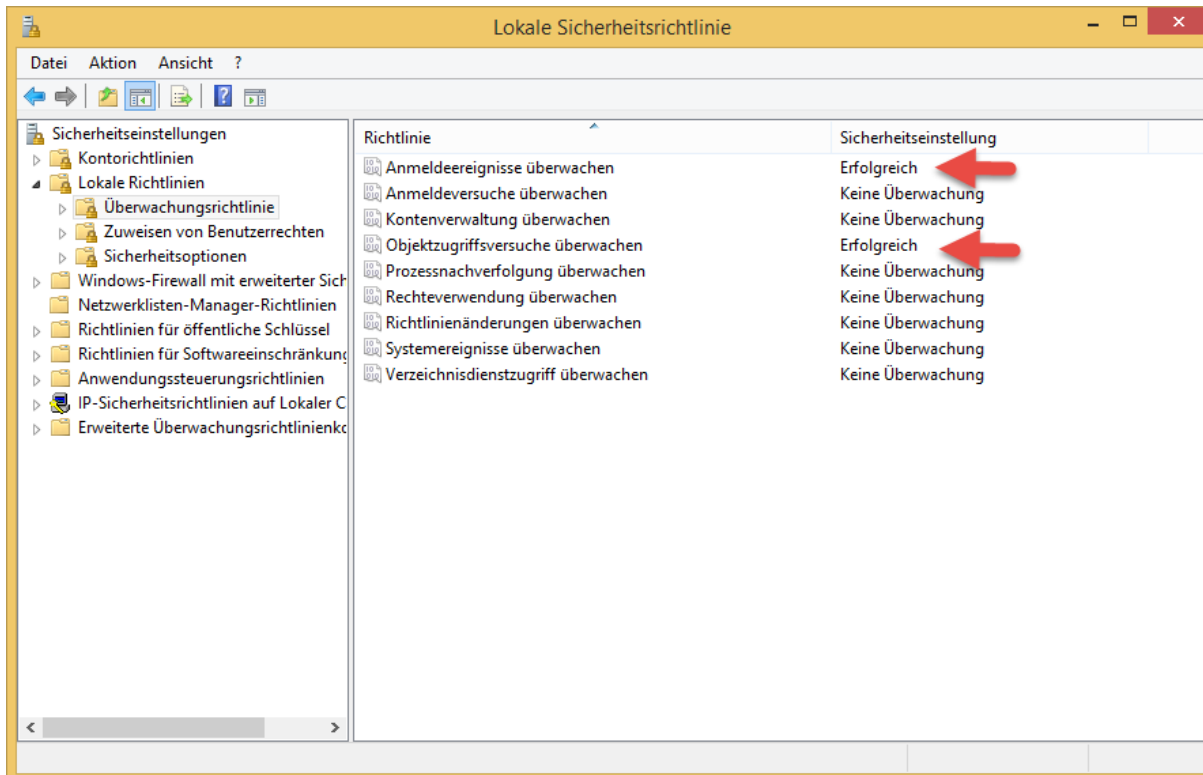 Lokale Sicherheitsrichtlinie
Datei Aktion Ansicht ?
Sicherheitseinstellungen
Kontorichtlinien
Lokale Richtlinien
Überwachungsrichtlinie
Zuweisen von Benutzerrechten
Sicherheitsoptionen
Windows-Firewall mit erweiterter Sich
Netzwerklisten-Manager-Richtlinien
Richtlinien für öffentliche Schlüssel
Richtlinien für Softwareeinschränkung
Anwendungssteuerungsrichtlinien
IP-Sicherheitsrichtlinien auf Lokaler C
Erweiterte Überwachungsrichtlinienko
Richtlinie Sicherheitseinstellung
Anmeldeereignisse überwachen Erfolgreich
Anmeldeversuche überwachen Keine Überwachung
Kontenverwaltung überwachen Keine Überwachung
Objektzugriffsversuche überwachen Erfolgreich
Prozessnachverfolgung überwachen Keine Überwachung
Rechteverwendung überwachen Keine Überwachung
Richtlinienänderungen überwachen Keine Überwachung
Systemereignisse überwachen Keine Überwachung
Verzeichnisdienstzugriff überwachen Keine Überwachung